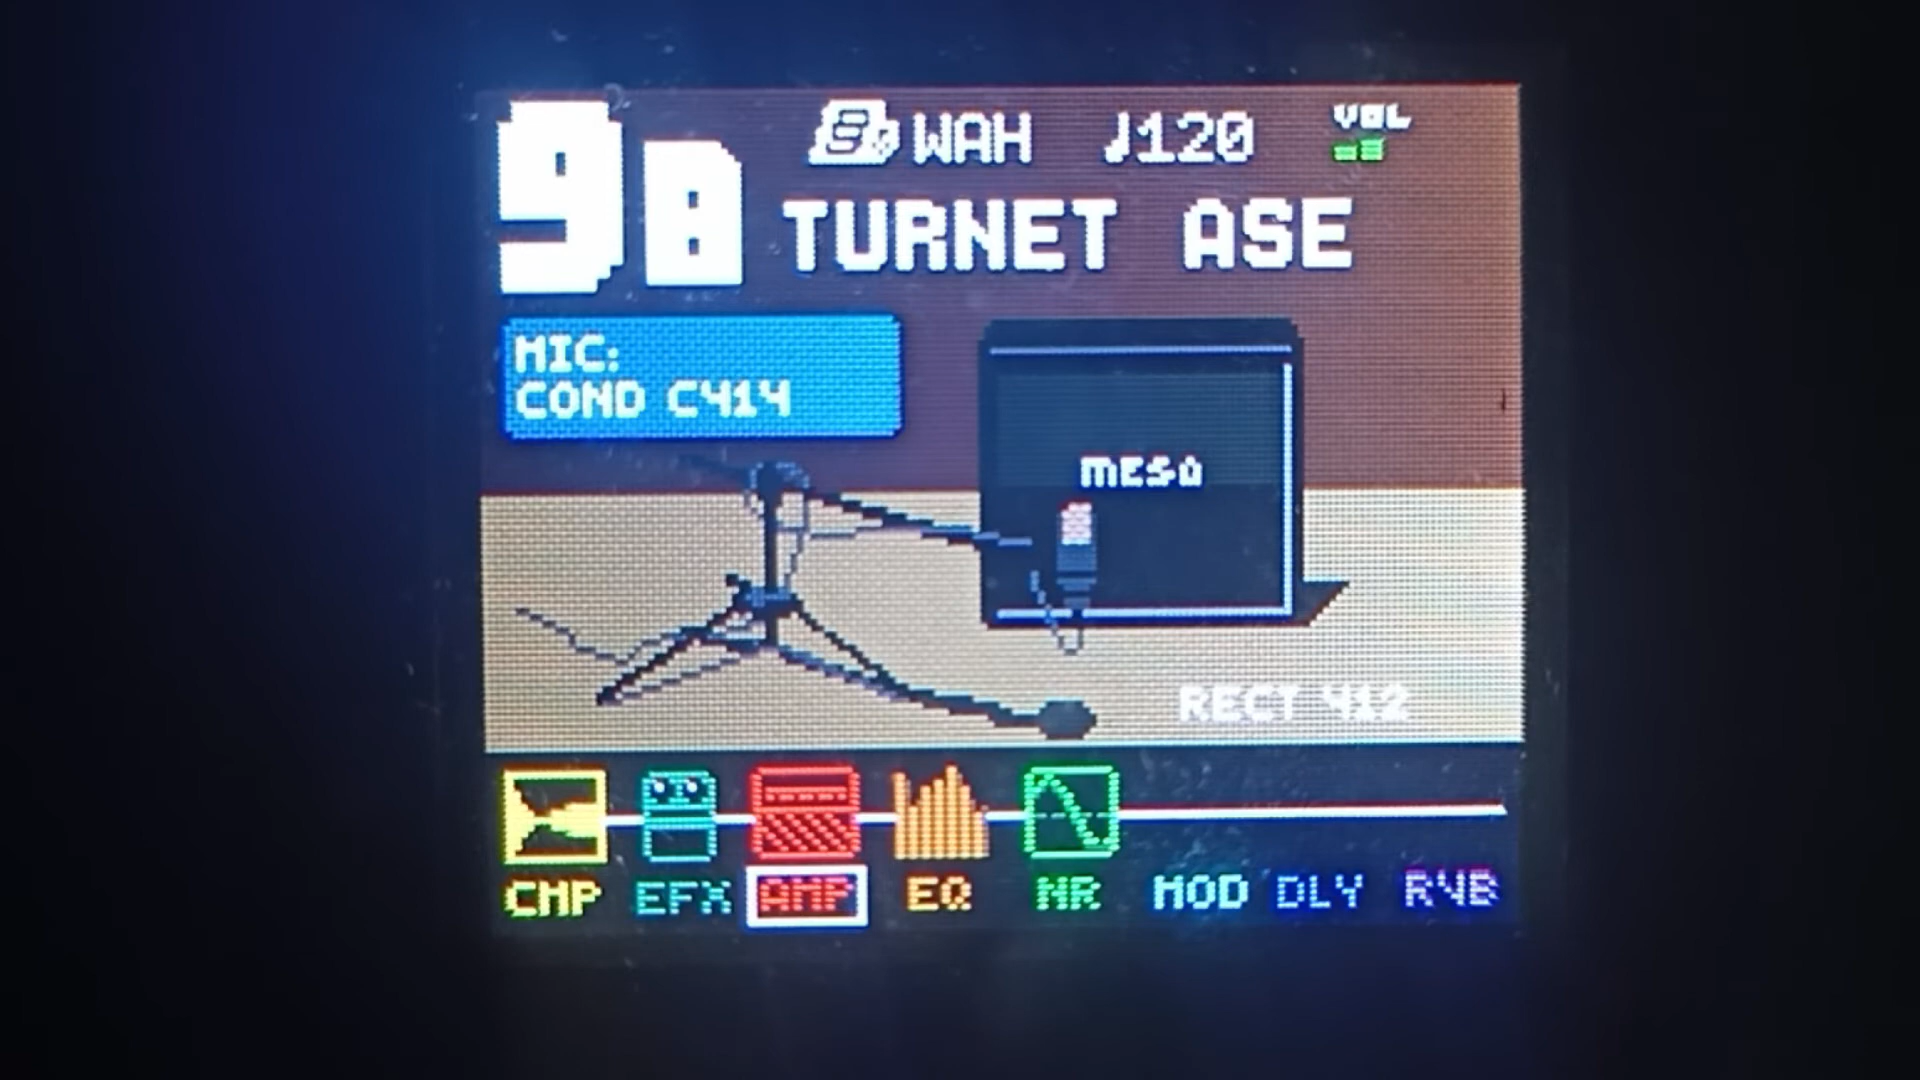 9B
WAH ♩120 VOL
TURNET ASE
MIC:
COND C414
MESA
RECT 412
CMP EFX AMP EQ NR MOD DLY RVB